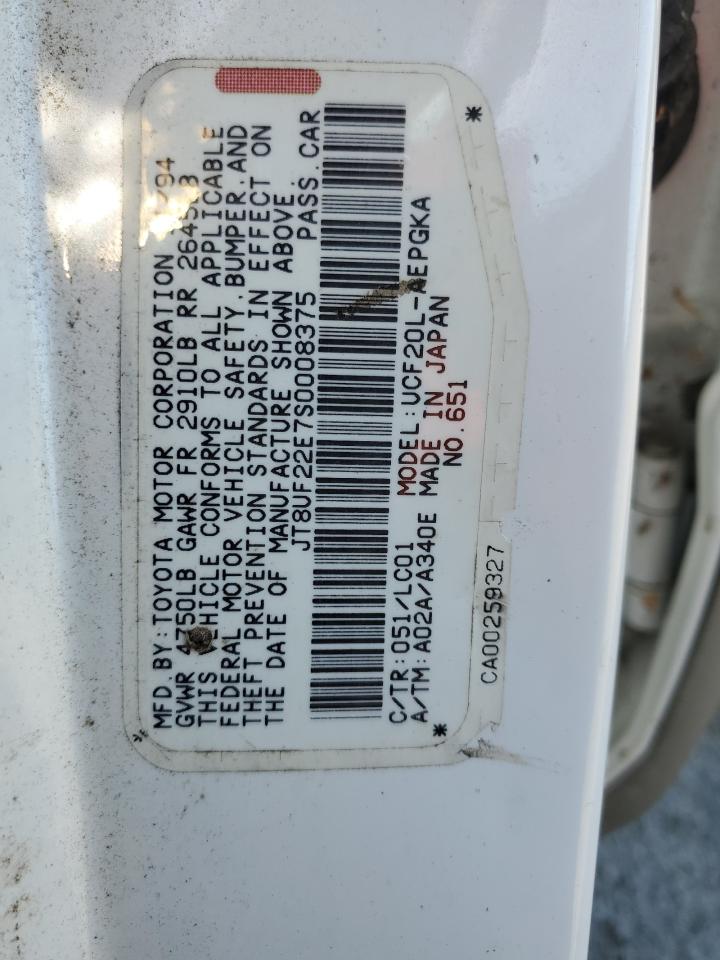 MFD.BY:TOYOTA MOTOR CORPORATION /94
GVWR 4750LB GAWR FR 2910LB RR
THIS VEHICLE CONFORMS TO ALL APPLICABLE
FEDERAL MOTOR VEHICLE SAFETY.BUMPER.AND
THEFT PREVENTION STANDARDS IN EFFECT ON
THE DATE OF MANUFACTURE SHOWN ABOVE.
JT8UF22E7S0008375 PASS.CAR
C/TR:051/LC01 MODEL:UCF20L-AEPGKA
A/TM:A02A/A340E MADE IN JAPAN
NO.651
CA00259327